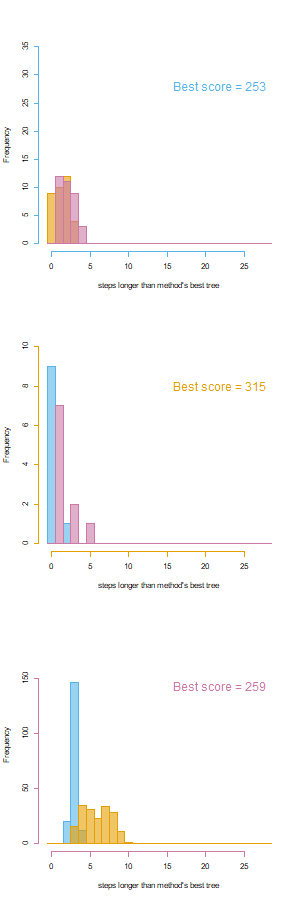 35
30
25
20
15
10
5
0
Frequency
Best score = 253
0 5 10 15 20 25
steps longer than method's best tree
10
8
6
4
2
0
Frequency
Best score = 315
0 5 10 15 20 25
steps longer than method's best tree
150
100
50
0
Frequency
Best score = 259
0 5 10 15 20 25
steps longer than method's best tree